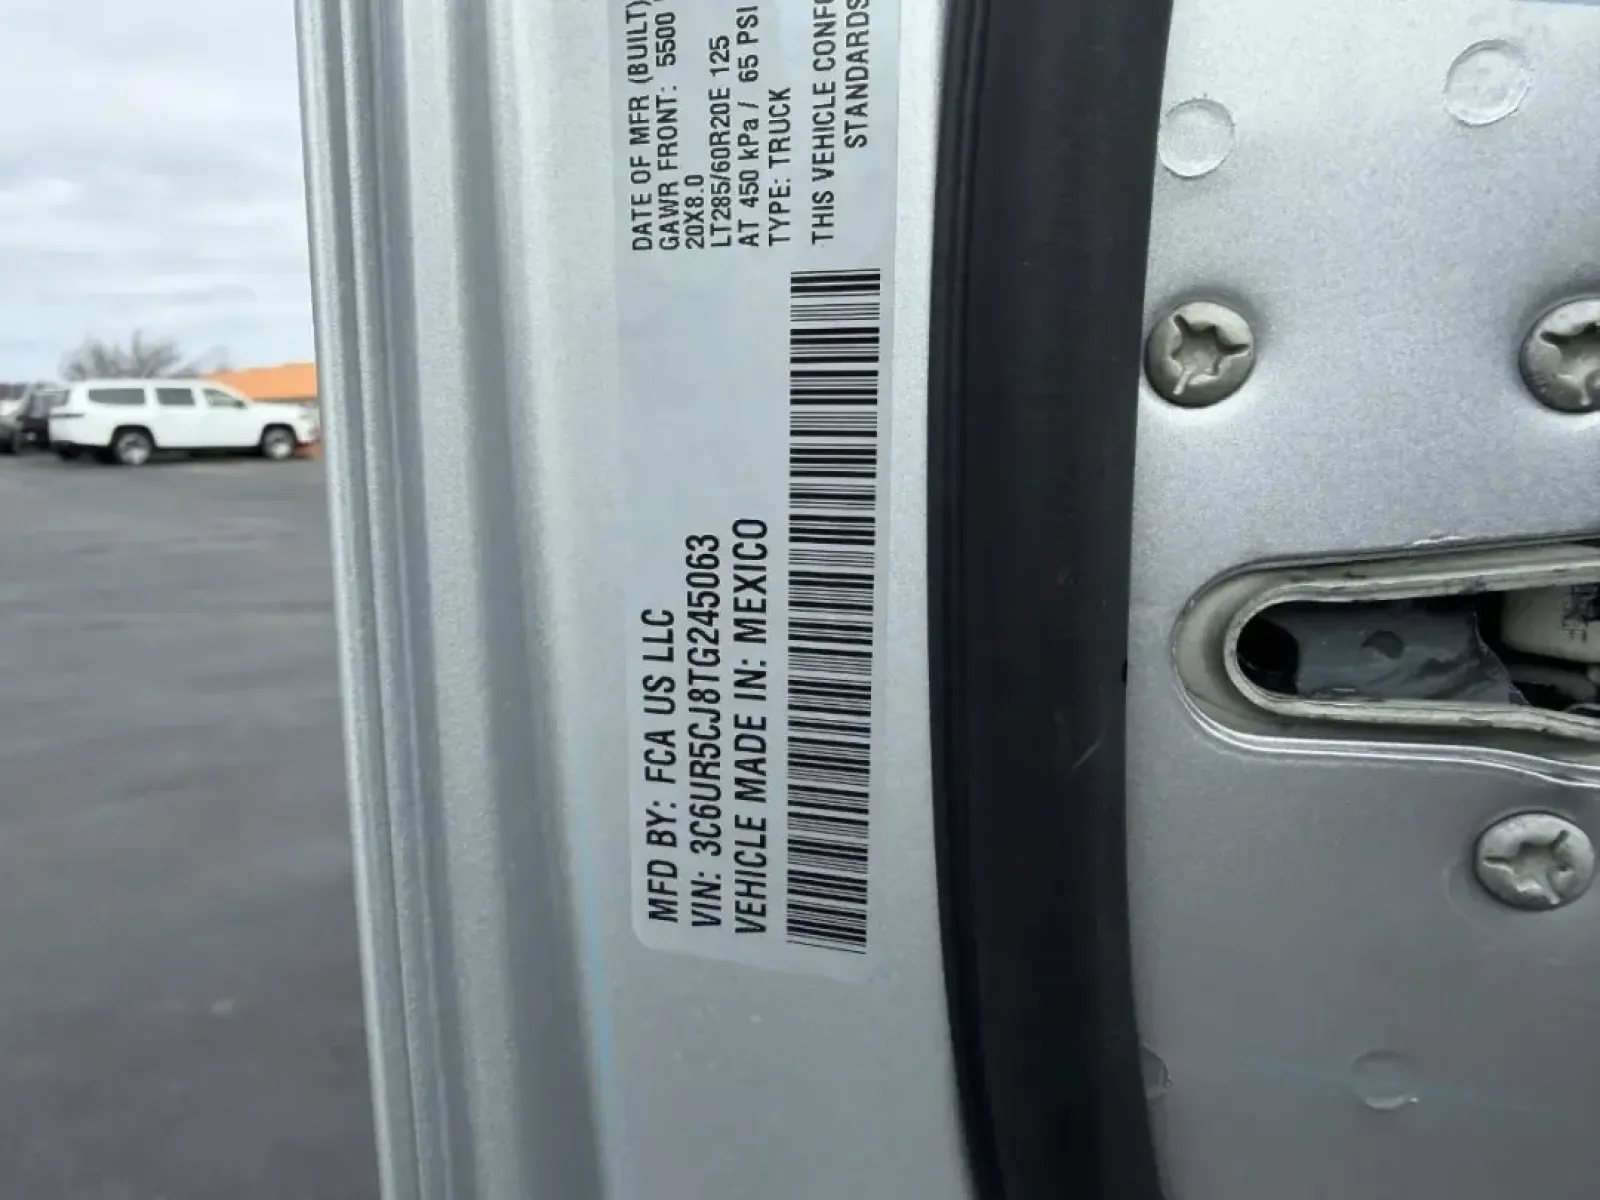 MFD BY: FCA US LLC
VIN: 3C6UR5CJ8TG245063
VEHICLE MADE IN: MEXICO
DATE OF MFR (BUILT)
GAWR FRONT: 5500
20X8.0
LT285/60R20E 125
AT 450 kPa / 65 PSI
TYPE: TRUCK
THIS VEHICLE
STANDARDS